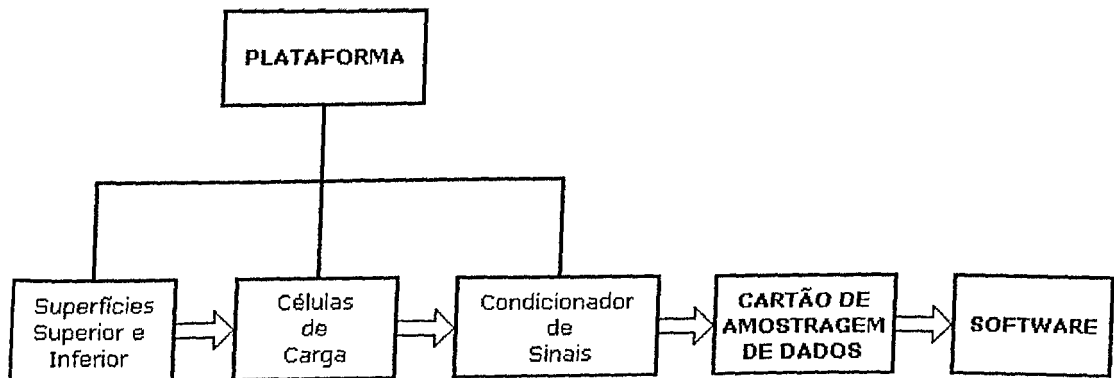 PLATAFORMA
Superfícies
Superior e
Inferior
Células
de
Carga
Condicionador
de
Sinais
CARTÃO DE
AMOSTRAGEM
DE DADOS
SOFTWARE